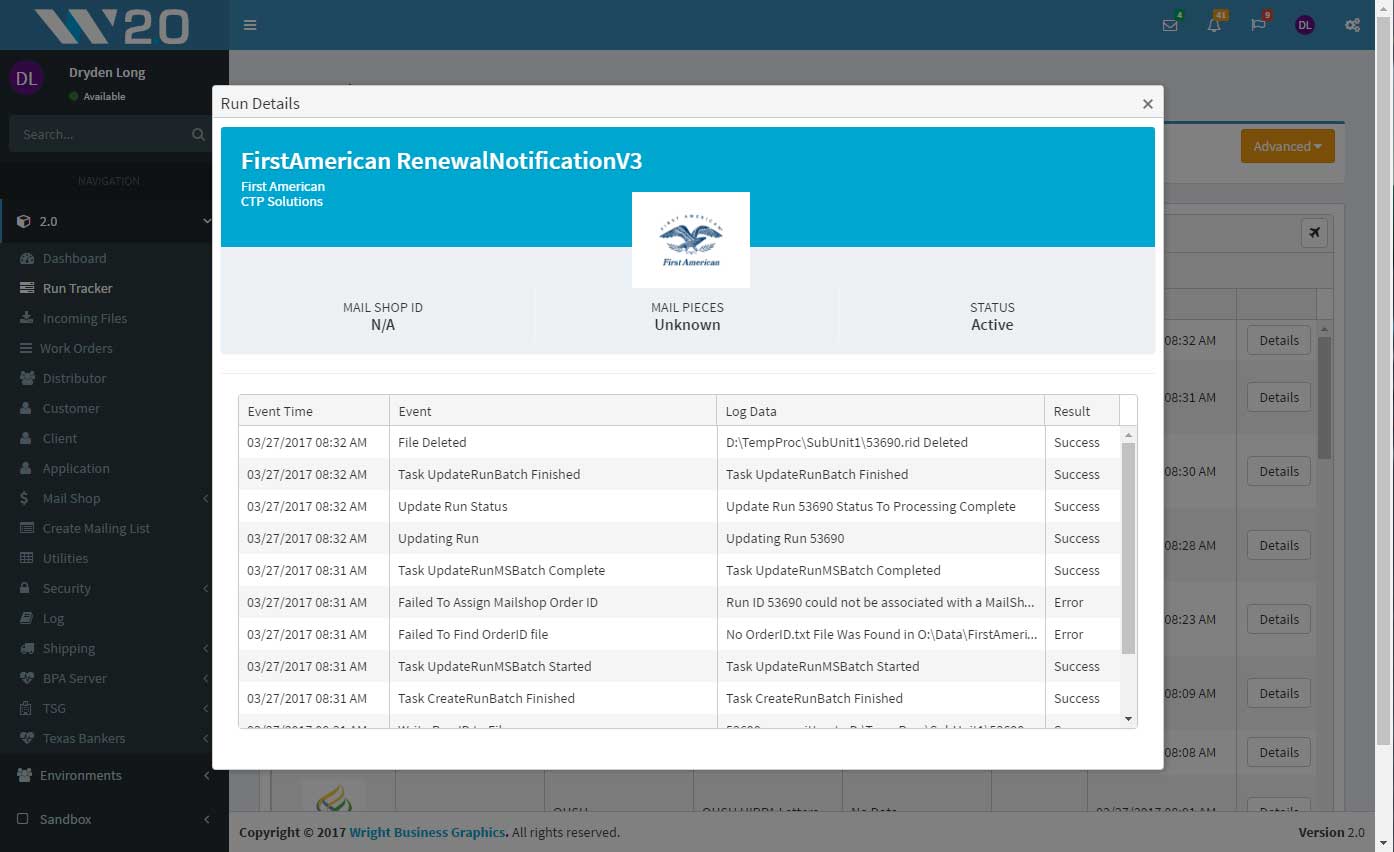 W20
4
41
9
DL
DL
Dryden Long
Available
Search...
NAVIGATION
2.0
Dashboard
Run Tracker
Incoming Files
Work Orders
Distributor
Customer
Client
Application
Mail Shop
Create Mailing List
Utilities
Security
Log
Shipping
BPA Server
TSG
Texas Bankers
Environments
Sandbox
Advanced
Run Details
×
FirstAmerican RenewalNotificationV3
First American
CTP Solutions
FIRST AMERICAN
First American
MAIL SHOP ID MAIL PIECES STATUS
N/A Unknown Active
Event Time Event Log Data Result
03/27/2017 08:32 AM File Deleted D:\TempProc\SubUnit1\53690.rid Deleted Success
03/27/2017 08:32 AM Task UpdateRunBatch Finished Task UpdateRunBatch Finished Success
03/27/2017 08:32 AM Update Run Status Update Run 53690 Status To Processing Complete Success
03/27/2017 08:32 AM Updating Run Updating Run 53690 Success
03/27/2017 08:31 AM Task UpdateRunMSBatch Complete Task UpdateRunMSBatch Completed Success
03/27/2017 08:31 AM Failed To Assign Mailshop Order ID Run ID 53690 could not be associated with a MailSh... Error
03/27/2017 08:31 AM Failed To Find OrderID file No OrderID.txt File Was Found in O:\Data\FirstAmeri... Error
03/27/2017 08:31 AM Task UpdateRunMSBatch Started Task UpdateRunMSBatch Started Success
03/27/2017 08:31 AM Task CreateRunBatch Finished Task CreateRunBatch Finished Success
08:32 AM Details
08:31 AM Details
08:30 AM Details
08:28 AM Details
08:23 AM Details
08:09 AM Details
08:08 AM Details
Copyright © 2017 Wright Business Graphics. All rights reserved.
Version 2.0